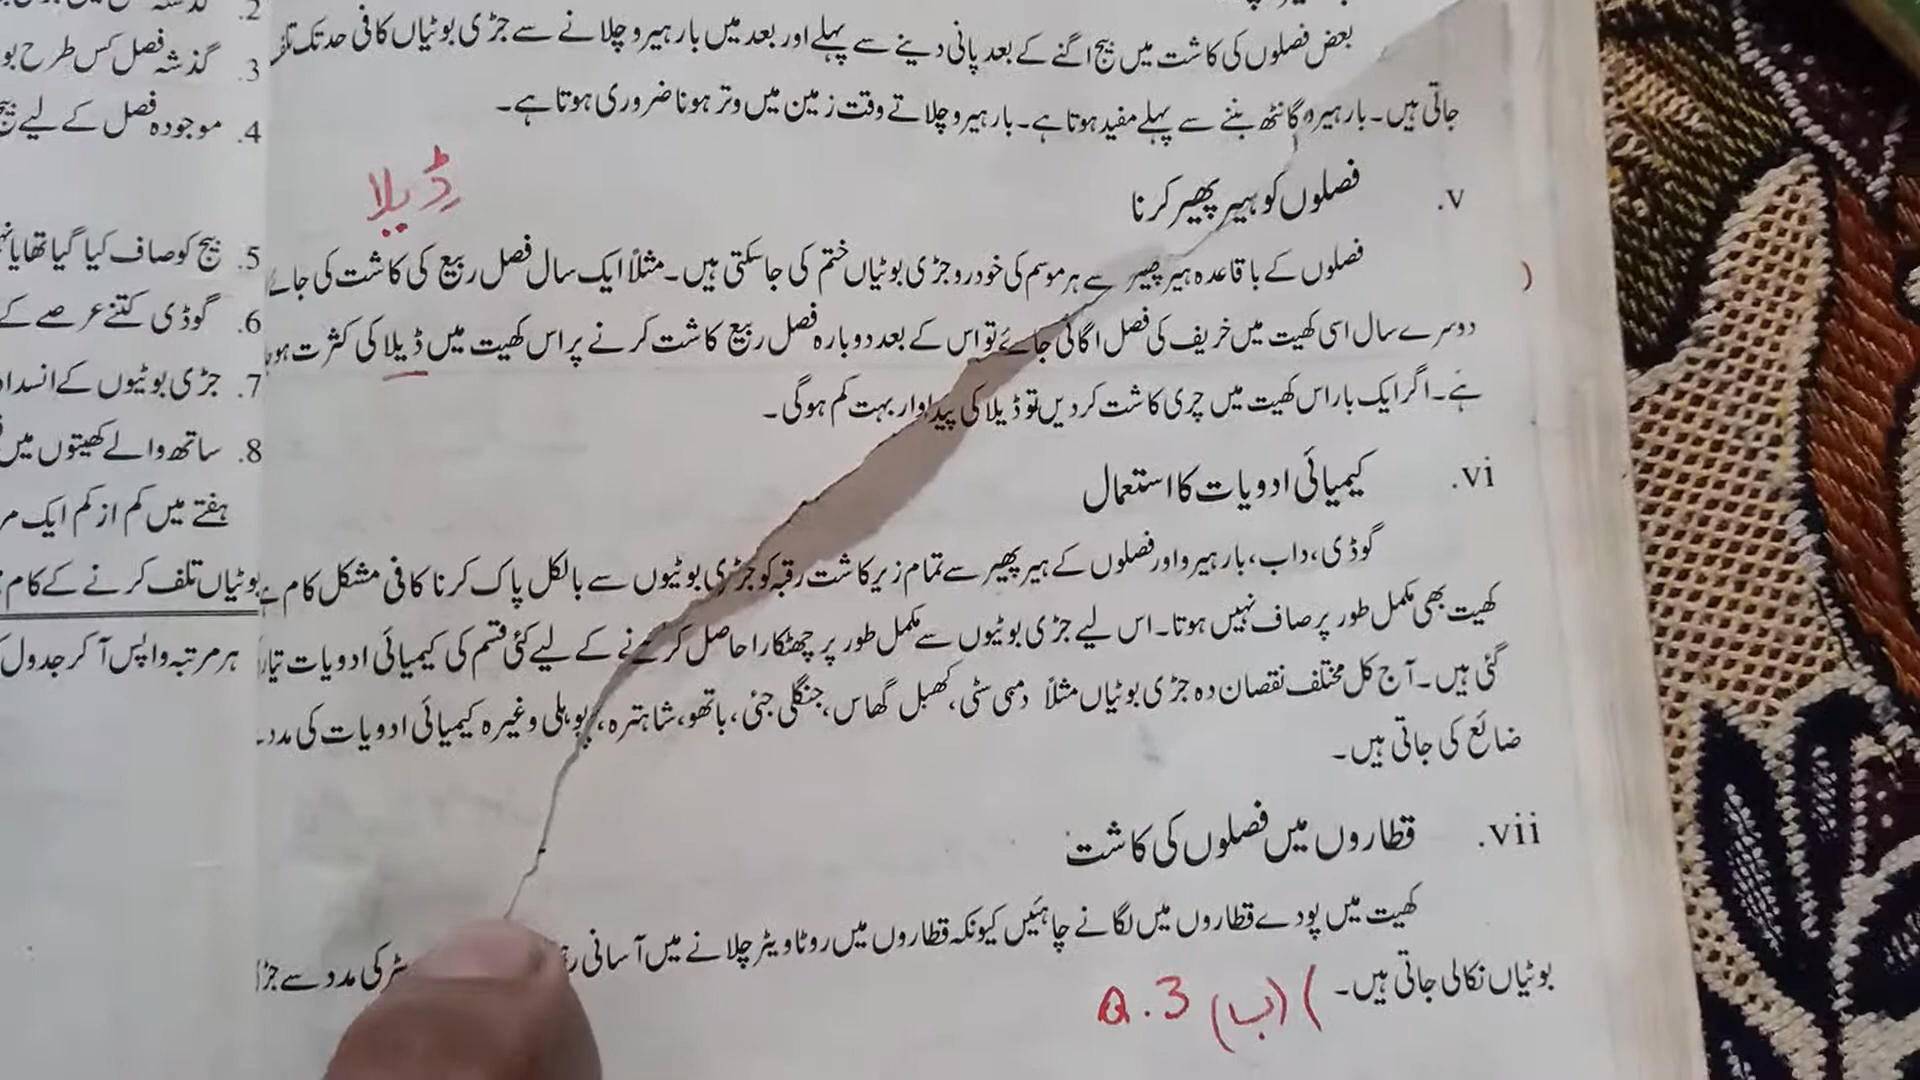 بعض فصلوں کی کاشت میں بیج اگنے کے بعد پانی دینے سے پہلے اور بعد میں بار ہیرو چلانے سے جڑی بوٹیاں کافی حد تک تلف
جاتی ہیں۔ بار ہیرو گانٹھ بننے سے پہلے مفید ہوتا ہے۔ بار ہیرو چلاتے وقت زمین میں وتر ہونا ضروری ہوتا ہے۔
ڈیلا
v. فصلوں کو ہیر پھیر کرنا
فصلوں کے باقاعدہ ہیر پھیر سے ہر موسم کی خودرو جڑی بوٹیاں ختم کی جا سکتی ہیں۔ مثلاً ایک سال فصل ربیع کی کاشت کی جائے
دوسرے سال اسی کھیت میں خریف کی فصل اگائی جائے تو اس کے بعد دوبارہ فصل ربیع کاشت کرنے پر اس کھیت میں ڈیلا کی کثرت
ہے۔ اگر ایک بار اس کھیت میں چری کاشت کر دیں تو ڈیلا کی پیداوار بہت کم ہو گی۔
vi. کیمیائی ادویات کا استعمال
گوڈی، داب، بار ہیرو اور فصلوں کے ہیر پھیر سے تمام زیر کاشت رقبہ کو جڑی بوٹیوں سے بالکل پاک کرنا کافی مشکل کام ہے
کھیت بھی مکمل طور پر صاف نہیں ہوتا۔ اس لیے جڑی بوٹیوں سے مکمل طور پر چھٹکارا حاصل کرنے کے لیے کئی قسم کی کیمیائی ادویات تیار
گئی ہیں۔ آج کل مختلف نقصان دہ جڑی بوٹیاں مثلاً دمبی سٹی، کھبل گھاس، جنگلی جئی، باتھو، شاہترہ، پوہلی وغیرہ کیمیائی ادویات کی مدد
ضائع کی جاتی ہیں۔
vii. قطاروں میں فصلوں کی کاشت
کھیت میں پودے قطاروں میں لگانے چاہئیں کیونکہ قطاروں میں روٹاویٹر چلانے میں آسانی کی مدد سے
بوٹیاں نکالی جاتی ہیں۔
Q.3 (ب)
2.
3. گذشتہ فصل کس طرح
4. موجودہ فصل کے لیے بیج
5. بیج کو صاف کیا گیا تھا یا
6. گوڈی کتنے عرصے کے
7. جڑی بوٹیوں کے
8. ساتھ والے کھیتوں میں
ہفتے میں کم از کم ایک
بوٹیاں تلف کرنے کے کام
ہر مرتبہ واپس آ کر جدول